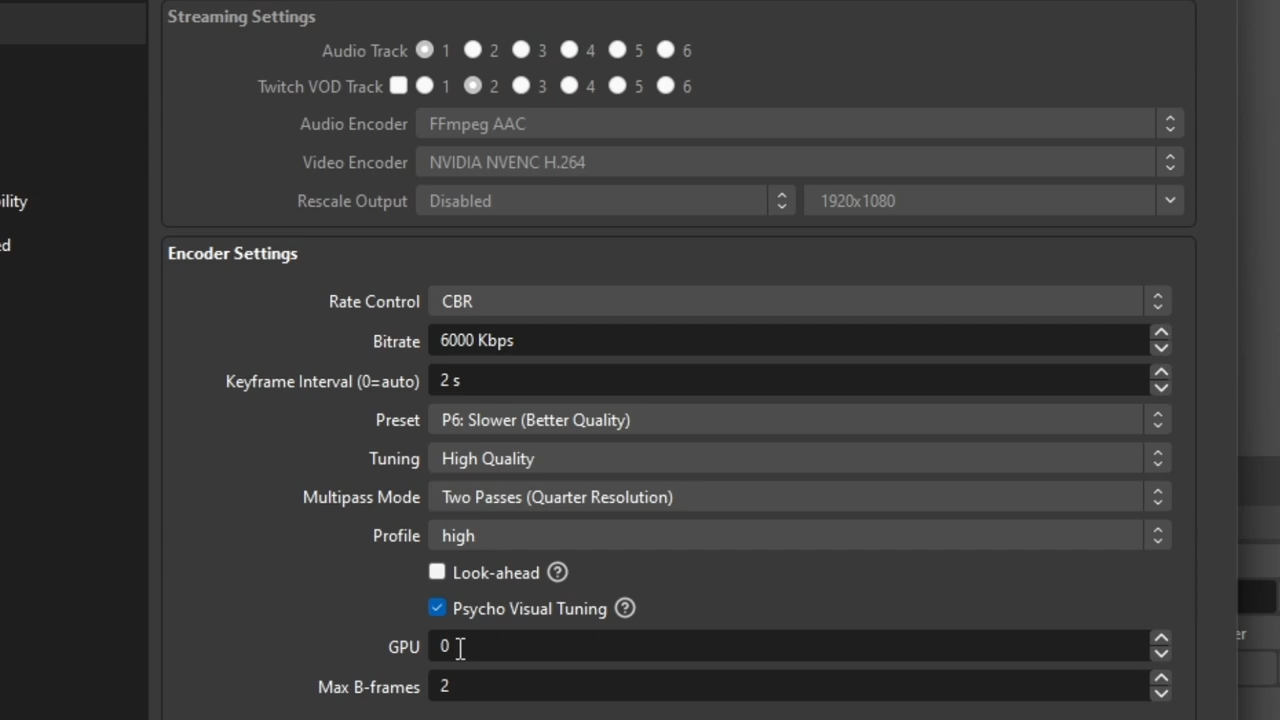 Streaming Settings
Audio Track 1 2 3 4 5 6
Twitch VOD Track 1 2 3 4 5 6
Audio Encoder FFmpeg AAC
Video Encoder NVIDIA NVENC H.264
ility
Rescale Output Disabled 1920x1080
ed
Encoder Settings
Rate Control CBR
Bitrate 6000 Kbps
Keyframe Interval (0=auto) 2 s
Preset P6: Slower (Better Quality)
Tuning High Quality
Multipass Mode Two Passes (Quarter Resolution)
Profile high
Look-ahead ?
Psycho Visual Tuning ?
er
GPU 0
Max B-frames 2